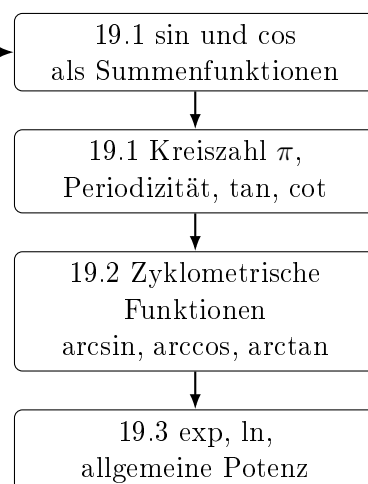 19.1 sin und cos
als Summenfunktionen
19.1 Kreiszahl π,
Periodizität, tan, cot
19.2 Zyklometrische
Funktionen
arcsin, arccos, arctan
19.3 exp, ln,
allgemeine Potenz